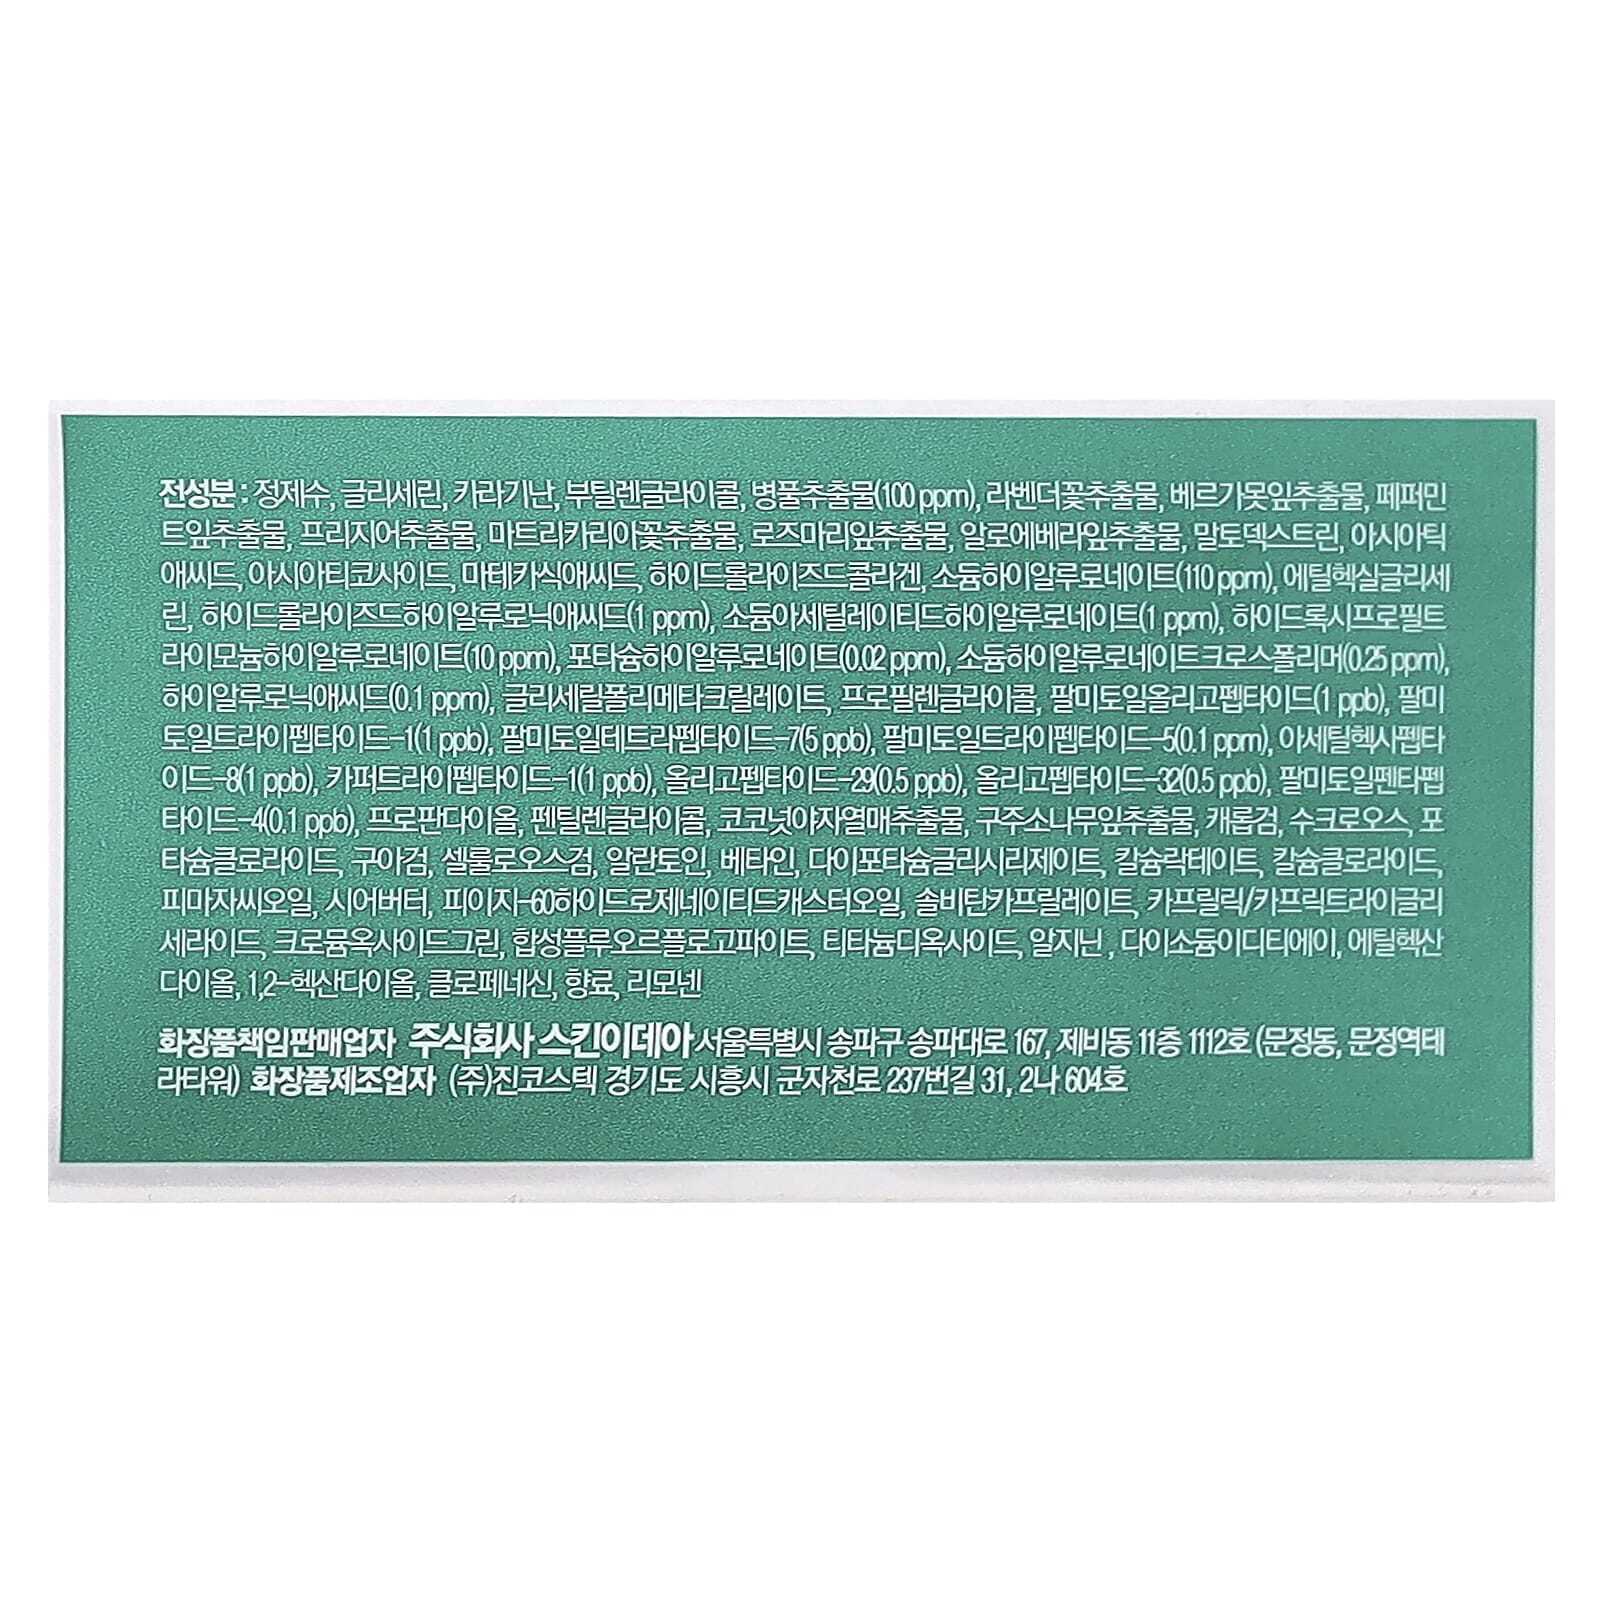 전성분 : 정제수, 글리세린, 카라기난, 부틸렌글라이콜, 병풀추출물(100 ppm), 라벤더꽃추출물, 베르가못잎추출물, 페퍼민
트잎추출물, 프리지어추출물, 마트리카리아꽃추출물, 로즈마리잎추출물, 알로에베라잎추출물, 말토덱스트린, 아시아틱
애씨드, 아시아티코사이드, 마데카식애씨드, 하이드롤라이즈드콜라겐, 소듐하이알루로네이트(110 ppm), 에틸헥실글리세
린, 하이드롤라이즈드하이알루로닉애씨드(1 ppm), 소듐아세틸레이티드하이알루로네이트(1 ppm), 하이드록시프로필트
라이모늄하이알루로네이트(10 ppm), 포타슘하이알루로네이트(0.02 ppm), 소듐하이알루로네이트크로스폴리머(0.25 ppm),
하이알루로닉애씨드(0.1 ppm), 글리세릴폴리메타크릴레이트, 프로필렌글라이콜, 팔미토일올리고펩타이드(1 ppb), 팔미
토일트라이펩타이드-1(1 ppb), 팔미토일테트라펩타이드-7(5 ppb), 팔미토일트라이펩타이드-5(0.1 ppm), 아세틸헥사펩타
이드-8(1 ppb), 카퍼트라이펩타이드-1(1 ppb), 올리고펩타이드-29(0.5 ppb), 올리고펩타이드-32(0.5 ppb), 팔미토일펜타펩
타이드-4(0.1 ppb), 프로판다이올, 펜틸렌글라이콜, 코코넛야자열매추출물, 구주소나무잎추출물, 캐롭검, 수크로오스, 포
타슘클로라이드, 구아검, 셀룰로오스검, 알란토인, 베타인, 다이포타슘글리시리제이트, 칼슘락테이트, 칼슘클로라이드,
피마자씨오일, 시어버터, 피이지-60하이드로제네이티드캐스터오일, 솔비탄카프릴레이트, 카프릴릭/카프릭트라이글리
세라이드, 크로뮴옥사이드그린, 합성플루오르플로고파이트, 티타늄디옥사이드, 알지닌 , 다이소듐이디티에이, 에틸헥산
다이올, 1,2-헥산다이올, 클로페네신, 향료, 리모넨
화장품책임판매업자 주식회사 스킨이데아 서울특별시 송파구 송파대로 167, 제비동 11층 1112호 (문정동, 문정역테
라타워) 화장품제조업자 (주)진코스텍 경기도 시흥시 군자천로 237번길 31, 2나 604호